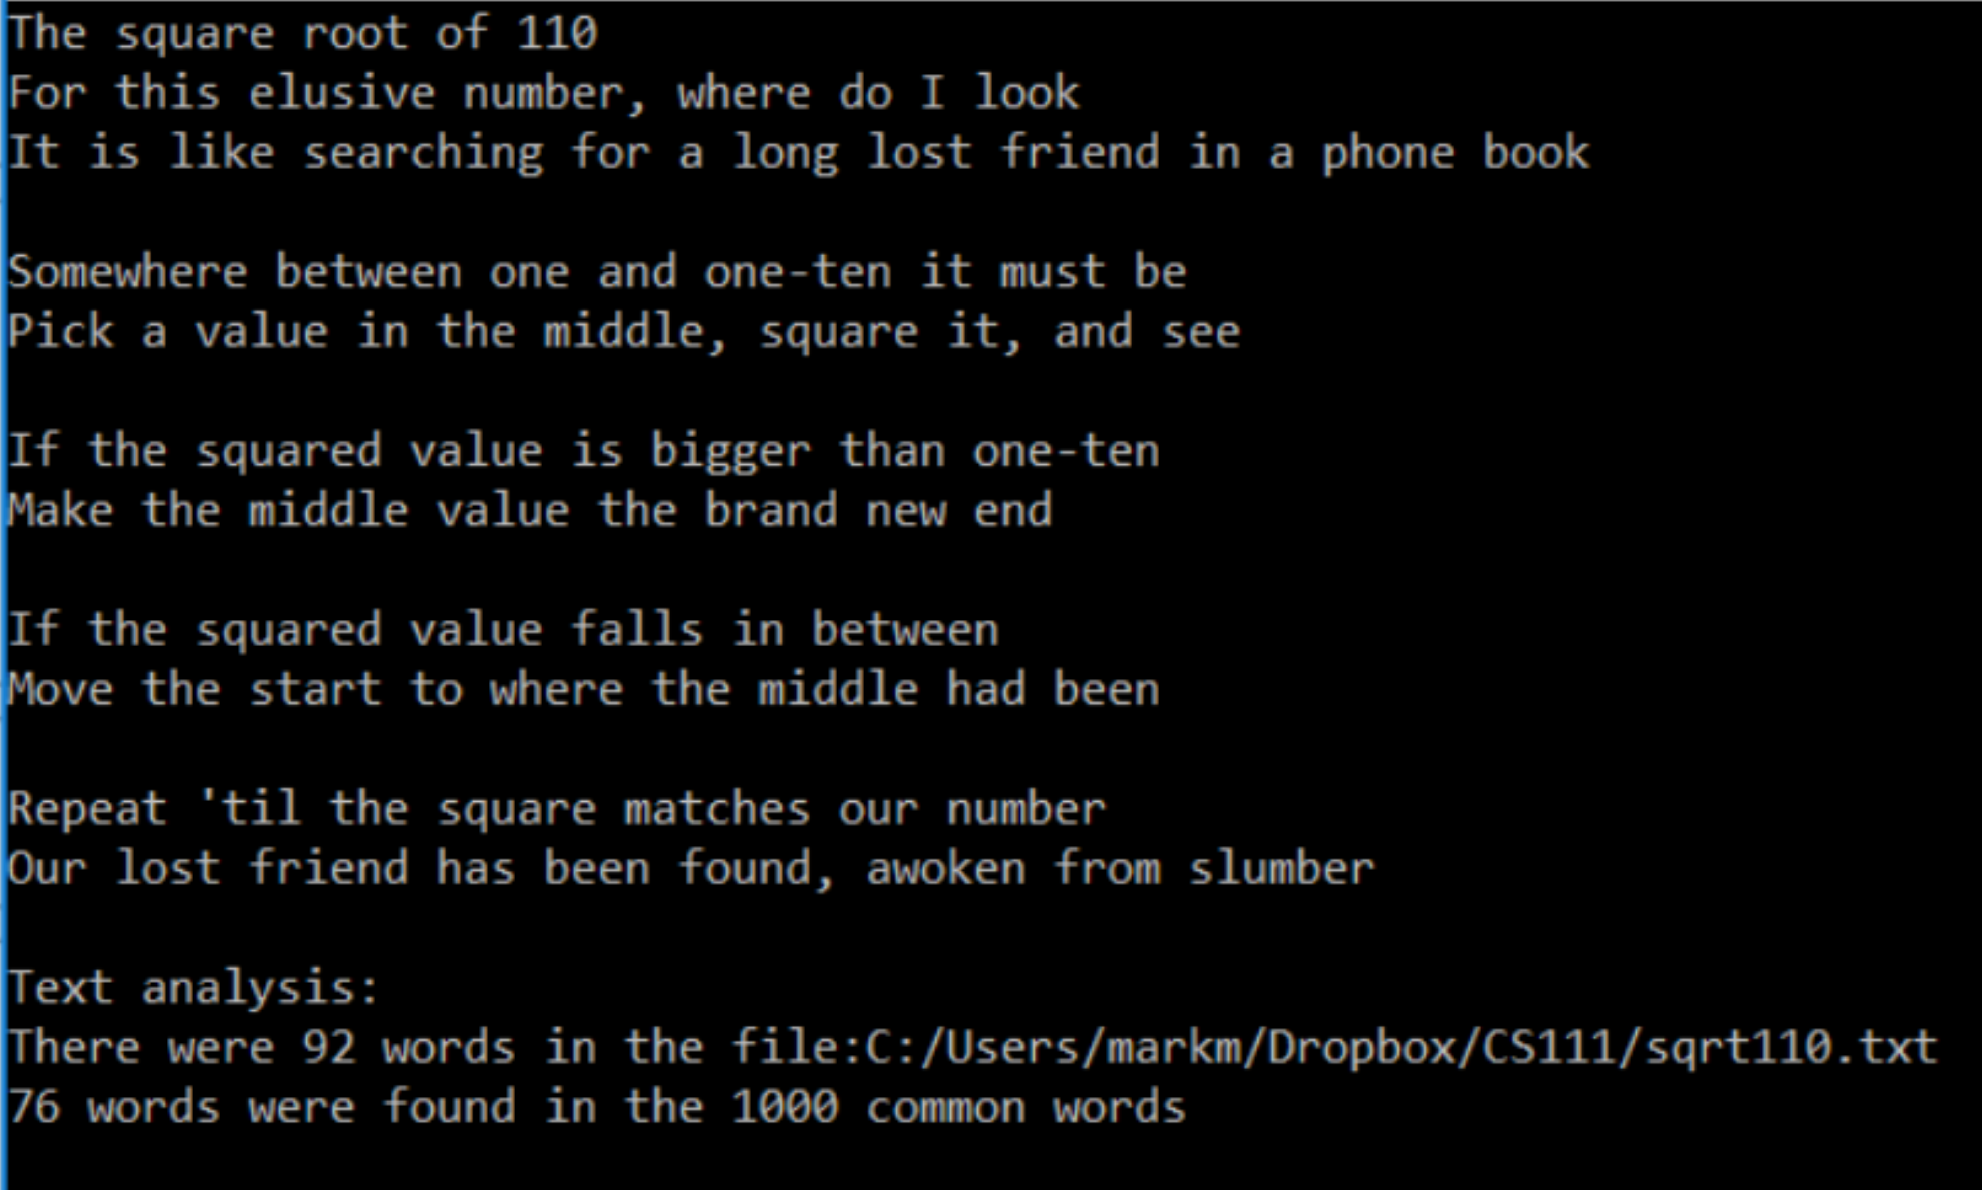 The square root of 110
For this elusive number, where do I look
It is like searching for a long lost friend in a phone book
Somewhere between one and one-ten it must be
Pick a value in the middle, square it, and see
If the squared value is bigger than one-ten
Make the middle value the brand new end
If the squared value falls in between
Move the start to where the middle had been
Repeat 'til the square matches our number
Our lost friend has been found, awoken from slumber
Text analysis:
There were 92 words in the file:C:/Users/markm/Dropbox/CS111/sqrt110.txt
76 words were found in the 1000 common words